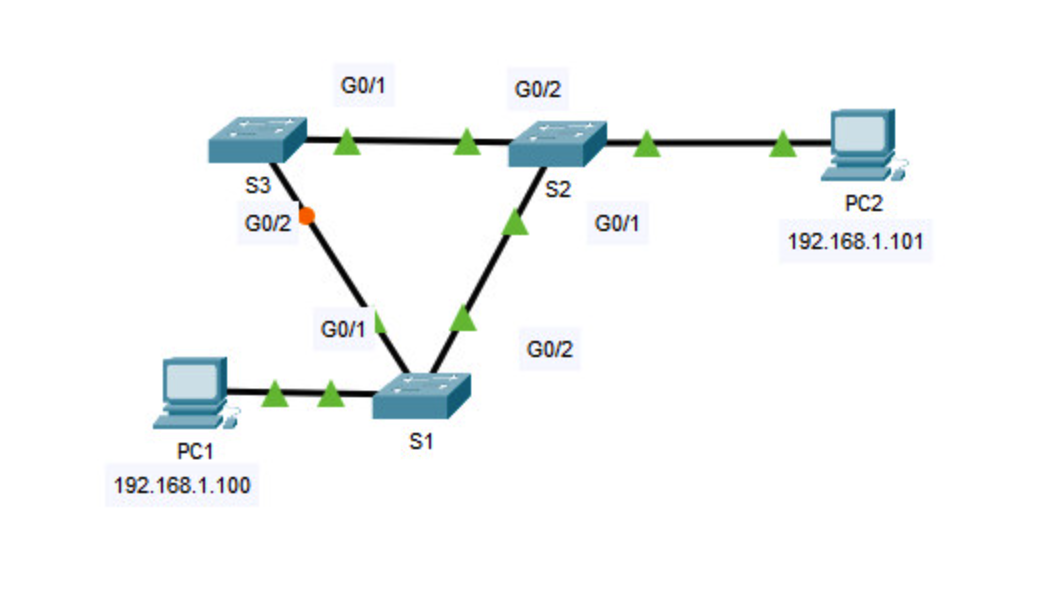 G0/1
G0/2
S3
S2
G0/2
G0/1
PC2
192.168.1.101
G0/1
G0/2
PC1
S1
192.168.1.100